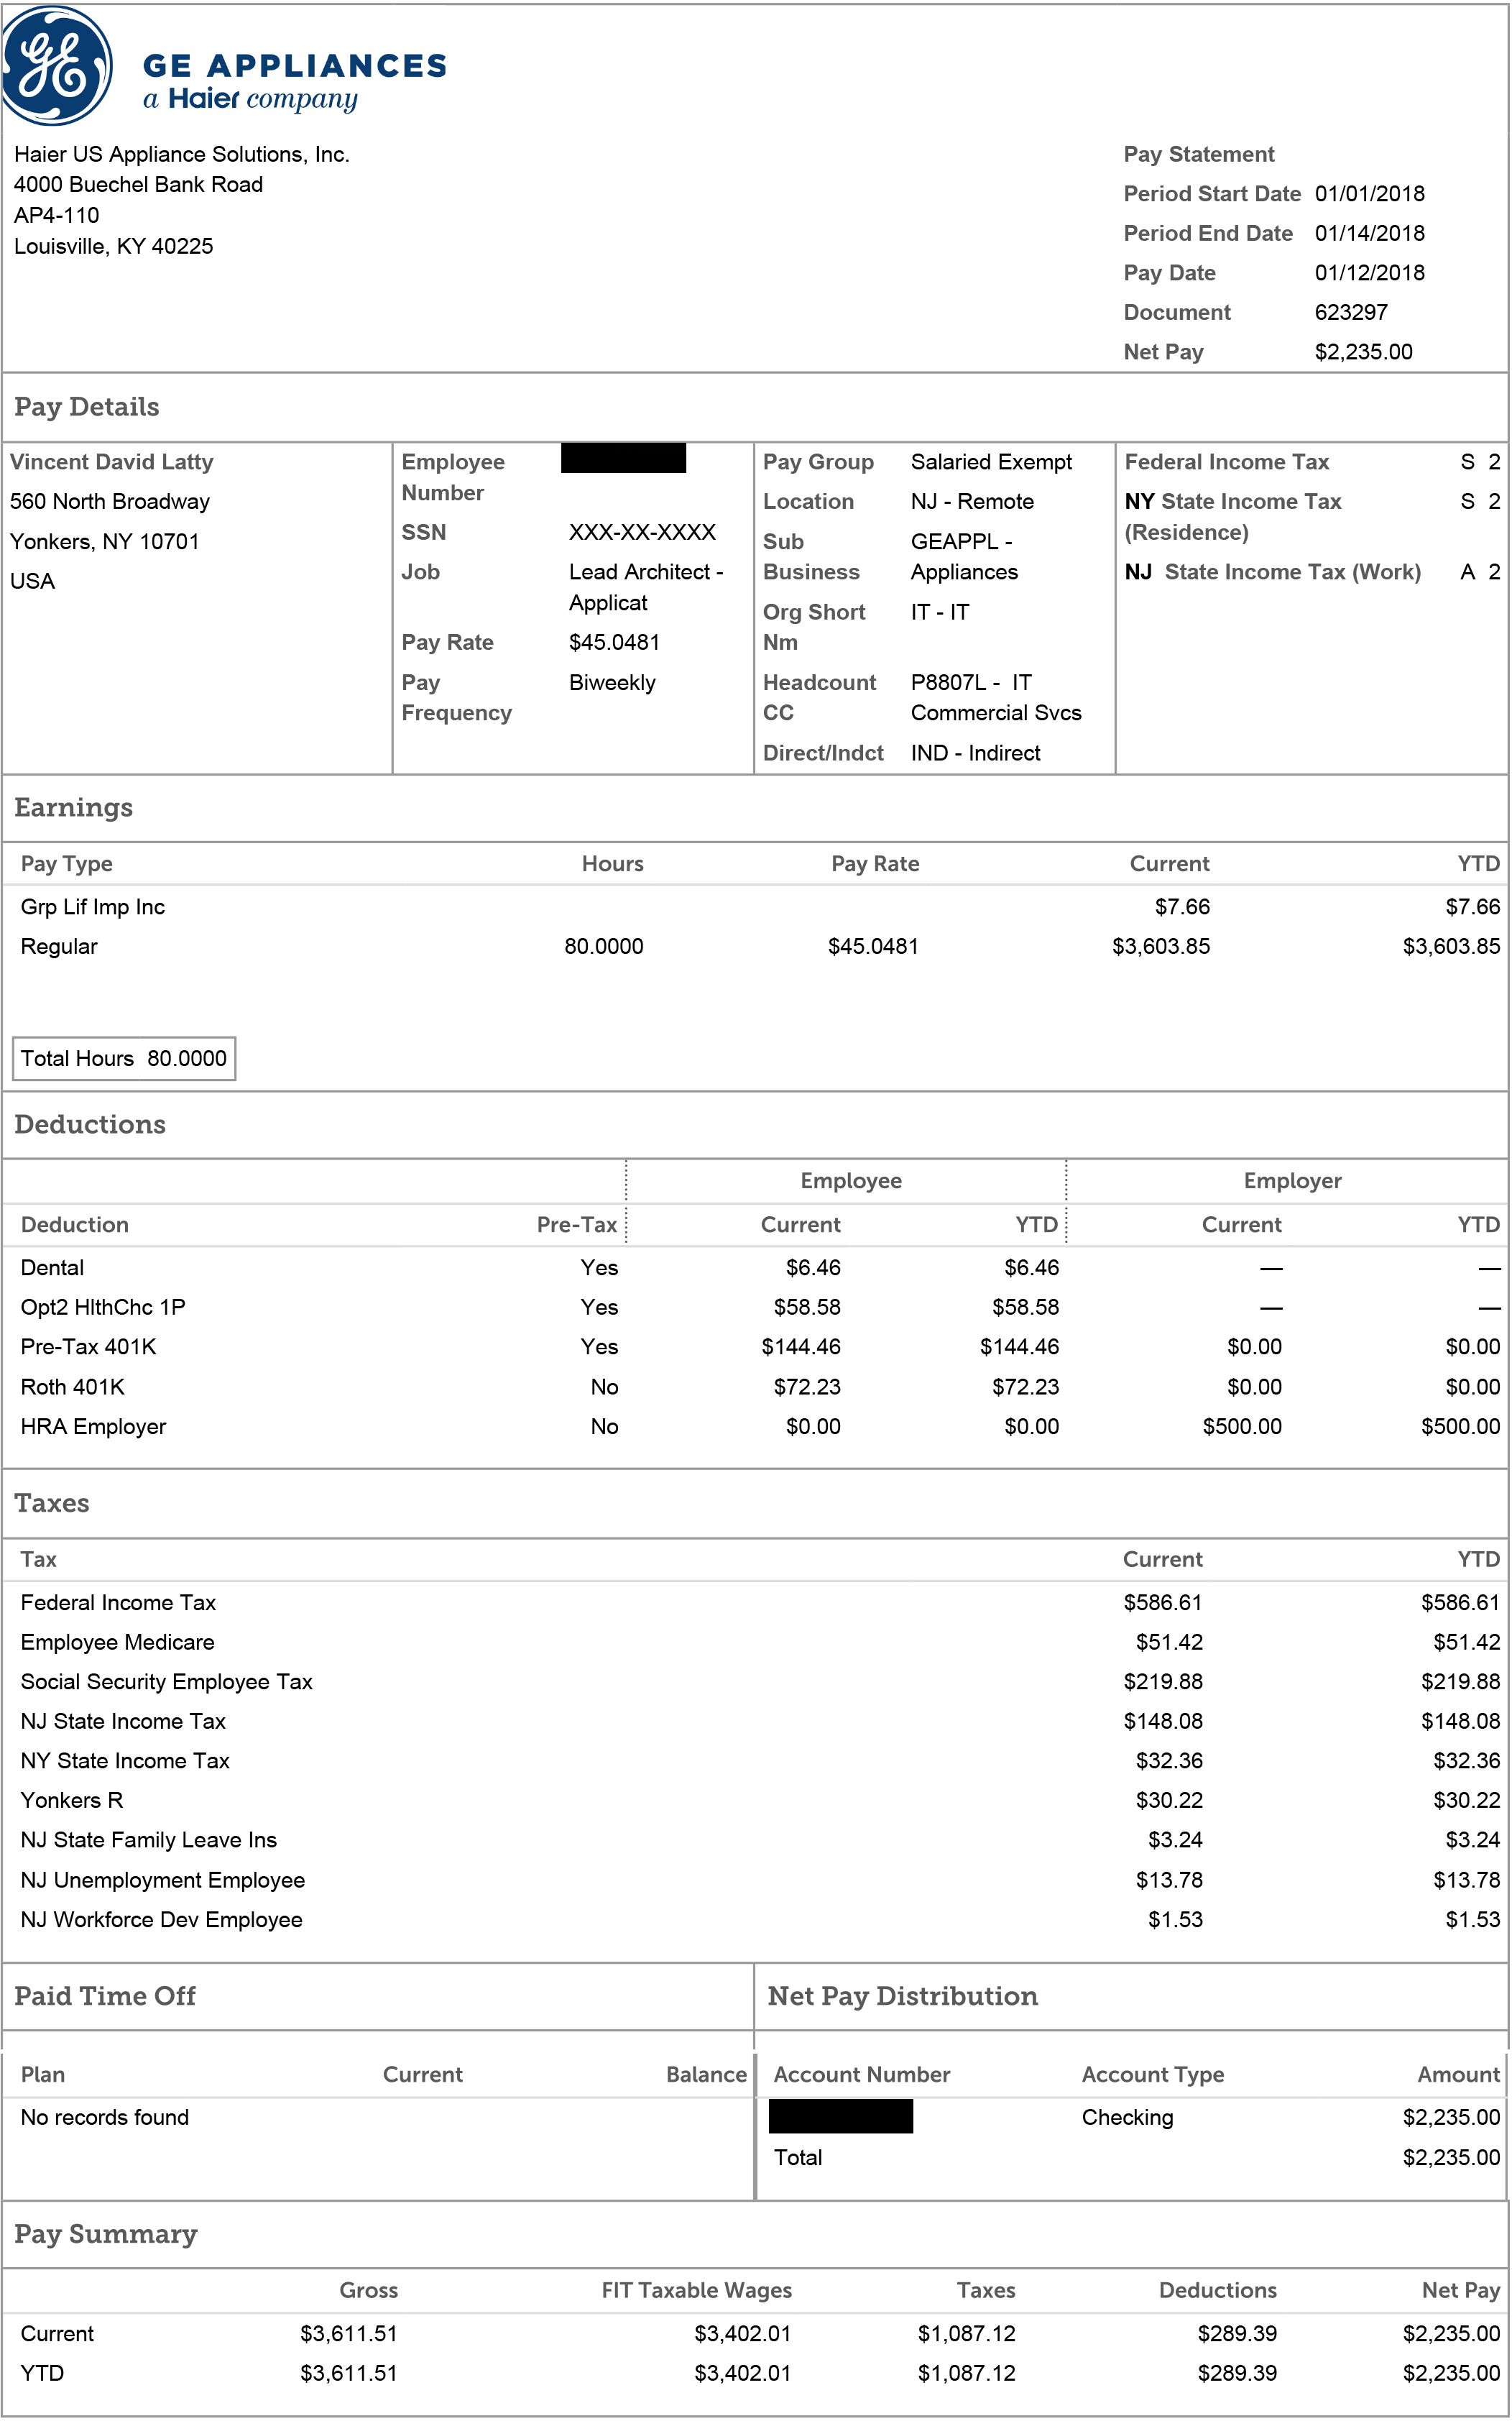 GE APPLIANCES
a Haier company
Haier US Appliance Solutions, Inc.
4000 Buechel Bank Road
AP4-110
Louisville, KY 40225
Pay Statement
Period Start Date 01/01/2018
Period End Date 01/14/2018
Pay Date 01/12/2018
Document 623297
Net Pay $2,235.00
Pay Details
Vincent David Latty
560 North Broadway
Yonkers, NY 10701
USA
Employee
Number
SSN XXX-XX-XXXX
Job Lead Architect -
Applicat
Pay Rate $45.0481
Pay Biweekly
Frequency
Pay Group Salaried Exempt
Location NJ - Remote
Sub GEAPPL -
Business Appliances
Org Short IT - IT
Nm
Headcount P8807L - IT
CC Commercial Svcs
Direct/Indct IND - Indirect
Federal Income Tax S 2
NY State Income Tax S 2
(Residence)
NJ State Income Tax (Work) A 2
Earnings
Pay Type Hours Pay Rate Current YTD
Grp Lif Imp Inc $7.66 $7.66
Regular 80.0000 $45.0481 $3,603.85 $3,603.85
Total Hours 80.0000
Deductions
Employee Employer
Deduction Pre-Tax Current YTD Current YTD
Dental Yes $6.46 $6.46 — —
Opt2 HlthChc 1P Yes $58.58 $58.58 — —
Pre-Tax 401K Yes $144.46 $144.46 $0.00 $0.00
Roth 401K No $72.23 $72.23 $0.00 $0.00
HRA Employer No $0.00 $0.00 $500.00 $500.00
Taxes
Tax Current YTD
Federal Income Tax $586.61 $586.61
Employee Medicare $51.42 $51.42
Social Security Employee Tax $219.88 $219.88
NJ State Income Tax $148.08 $148.08
NY State Income Tax $32.36 $32.36
Yonkers R $30.22 $30.22
NJ State Family Leave Ins $3.24 $3.24
NJ Unemployment Employee $13.78 $13.78
NJ Workforce Dev Employee $1.53 $1.53
Paid Time Off
Plan Current Balance
No records found
Net Pay Distribution
Account Number Account Type Amount
Checking $2,235.00
Total $2,235.00
Pay Summary
Gross FIT Taxable Wages Taxes Deductions Net Pay
Current $3,611.51 $3,402.01 $1,087.12 $289.39 $2,235.00
YTD $3,611.51 $3,402.01 $1,087.12 $289.39 $2,235.00